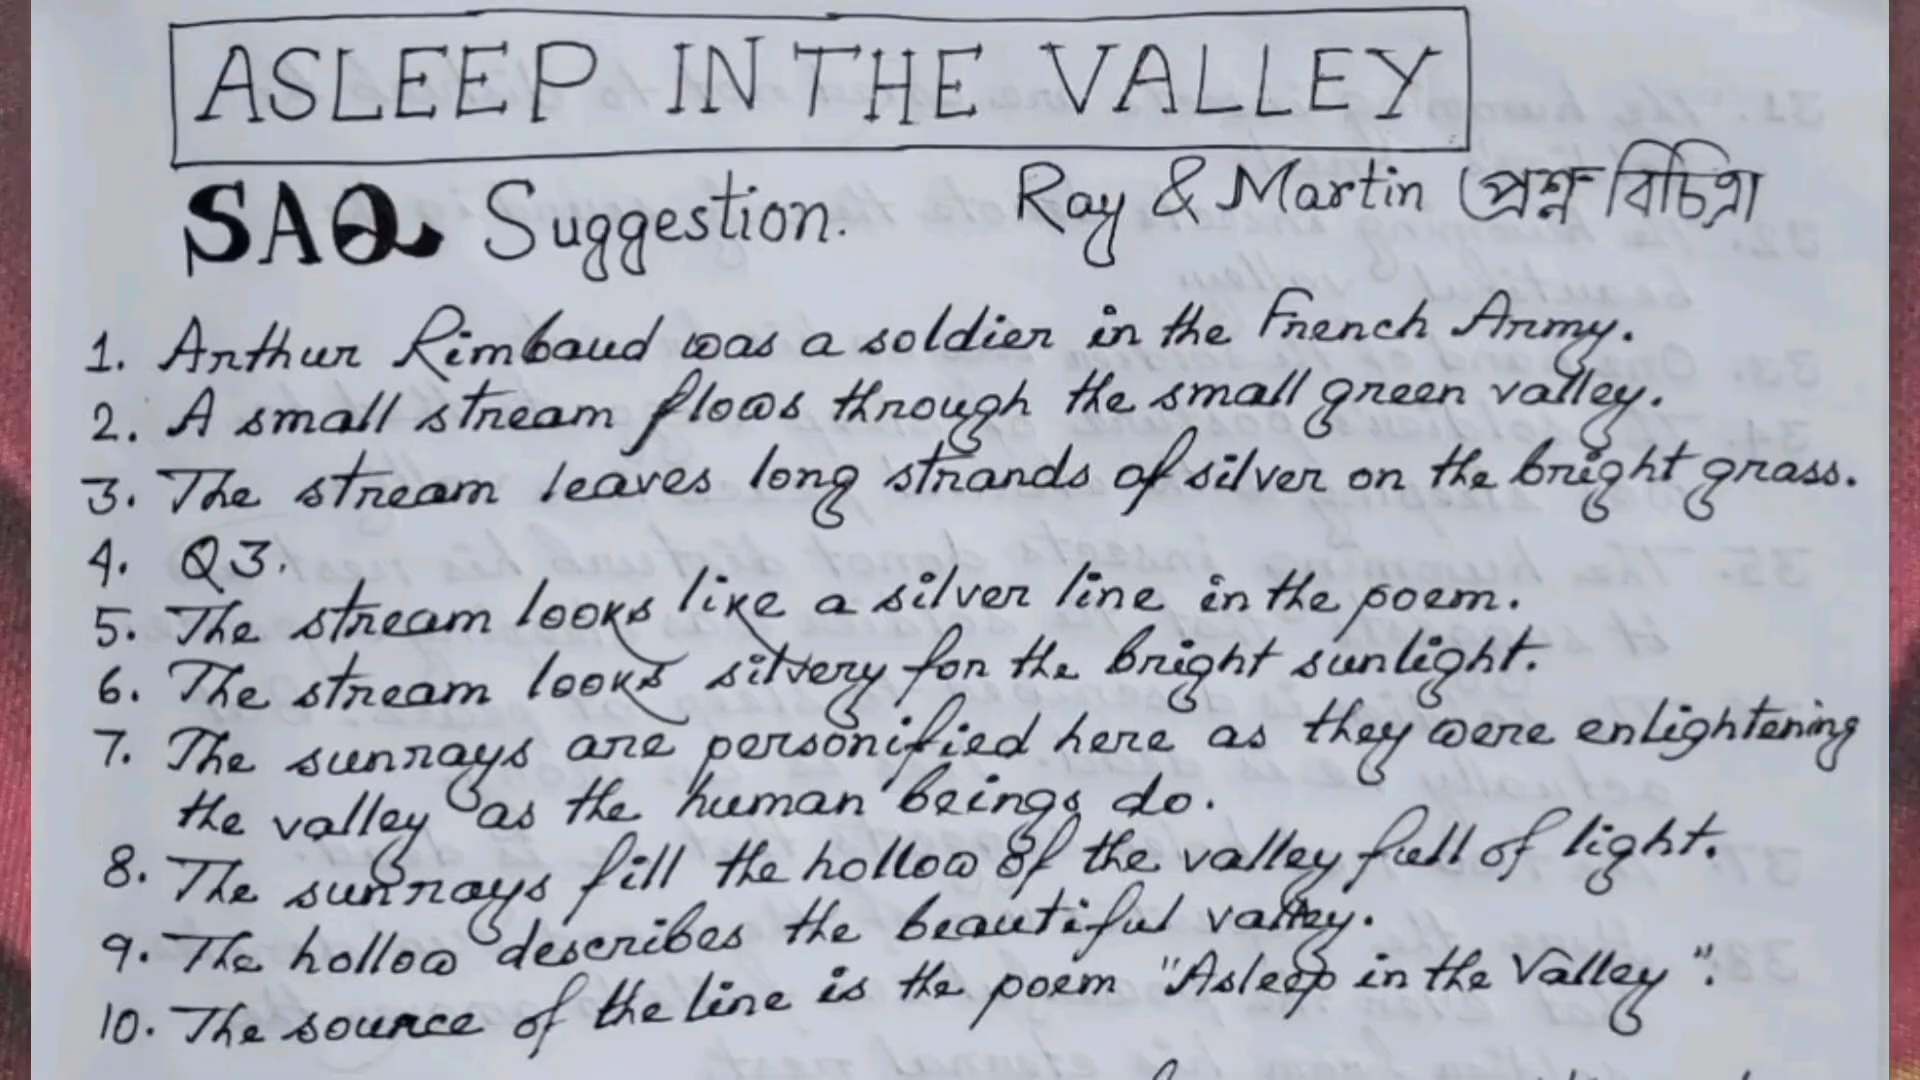 ASLEEP IN THE VALLEY
SAQ Suggestion. Ray & Martin প্রশ্ন বিচিত্রা
1. Arthur Rimbaud was a soldier in the French Army.
2. A small stream flows through the small green valley.
3. The stream leaves long strands of silver on the bright grass.
4. Q3.
5. The stream looks like a silver line in the poem.
6. The stream looks silvery for the bright sunlight.
7. The sunrays are personified here as they were enlightening
the valley as the human beings do.
8. The sunrays fill the hollow of the valley full of light.
9. The hollow describes the beautiful valley.
10. The source of the line is the poem "Asleep in the Valley".